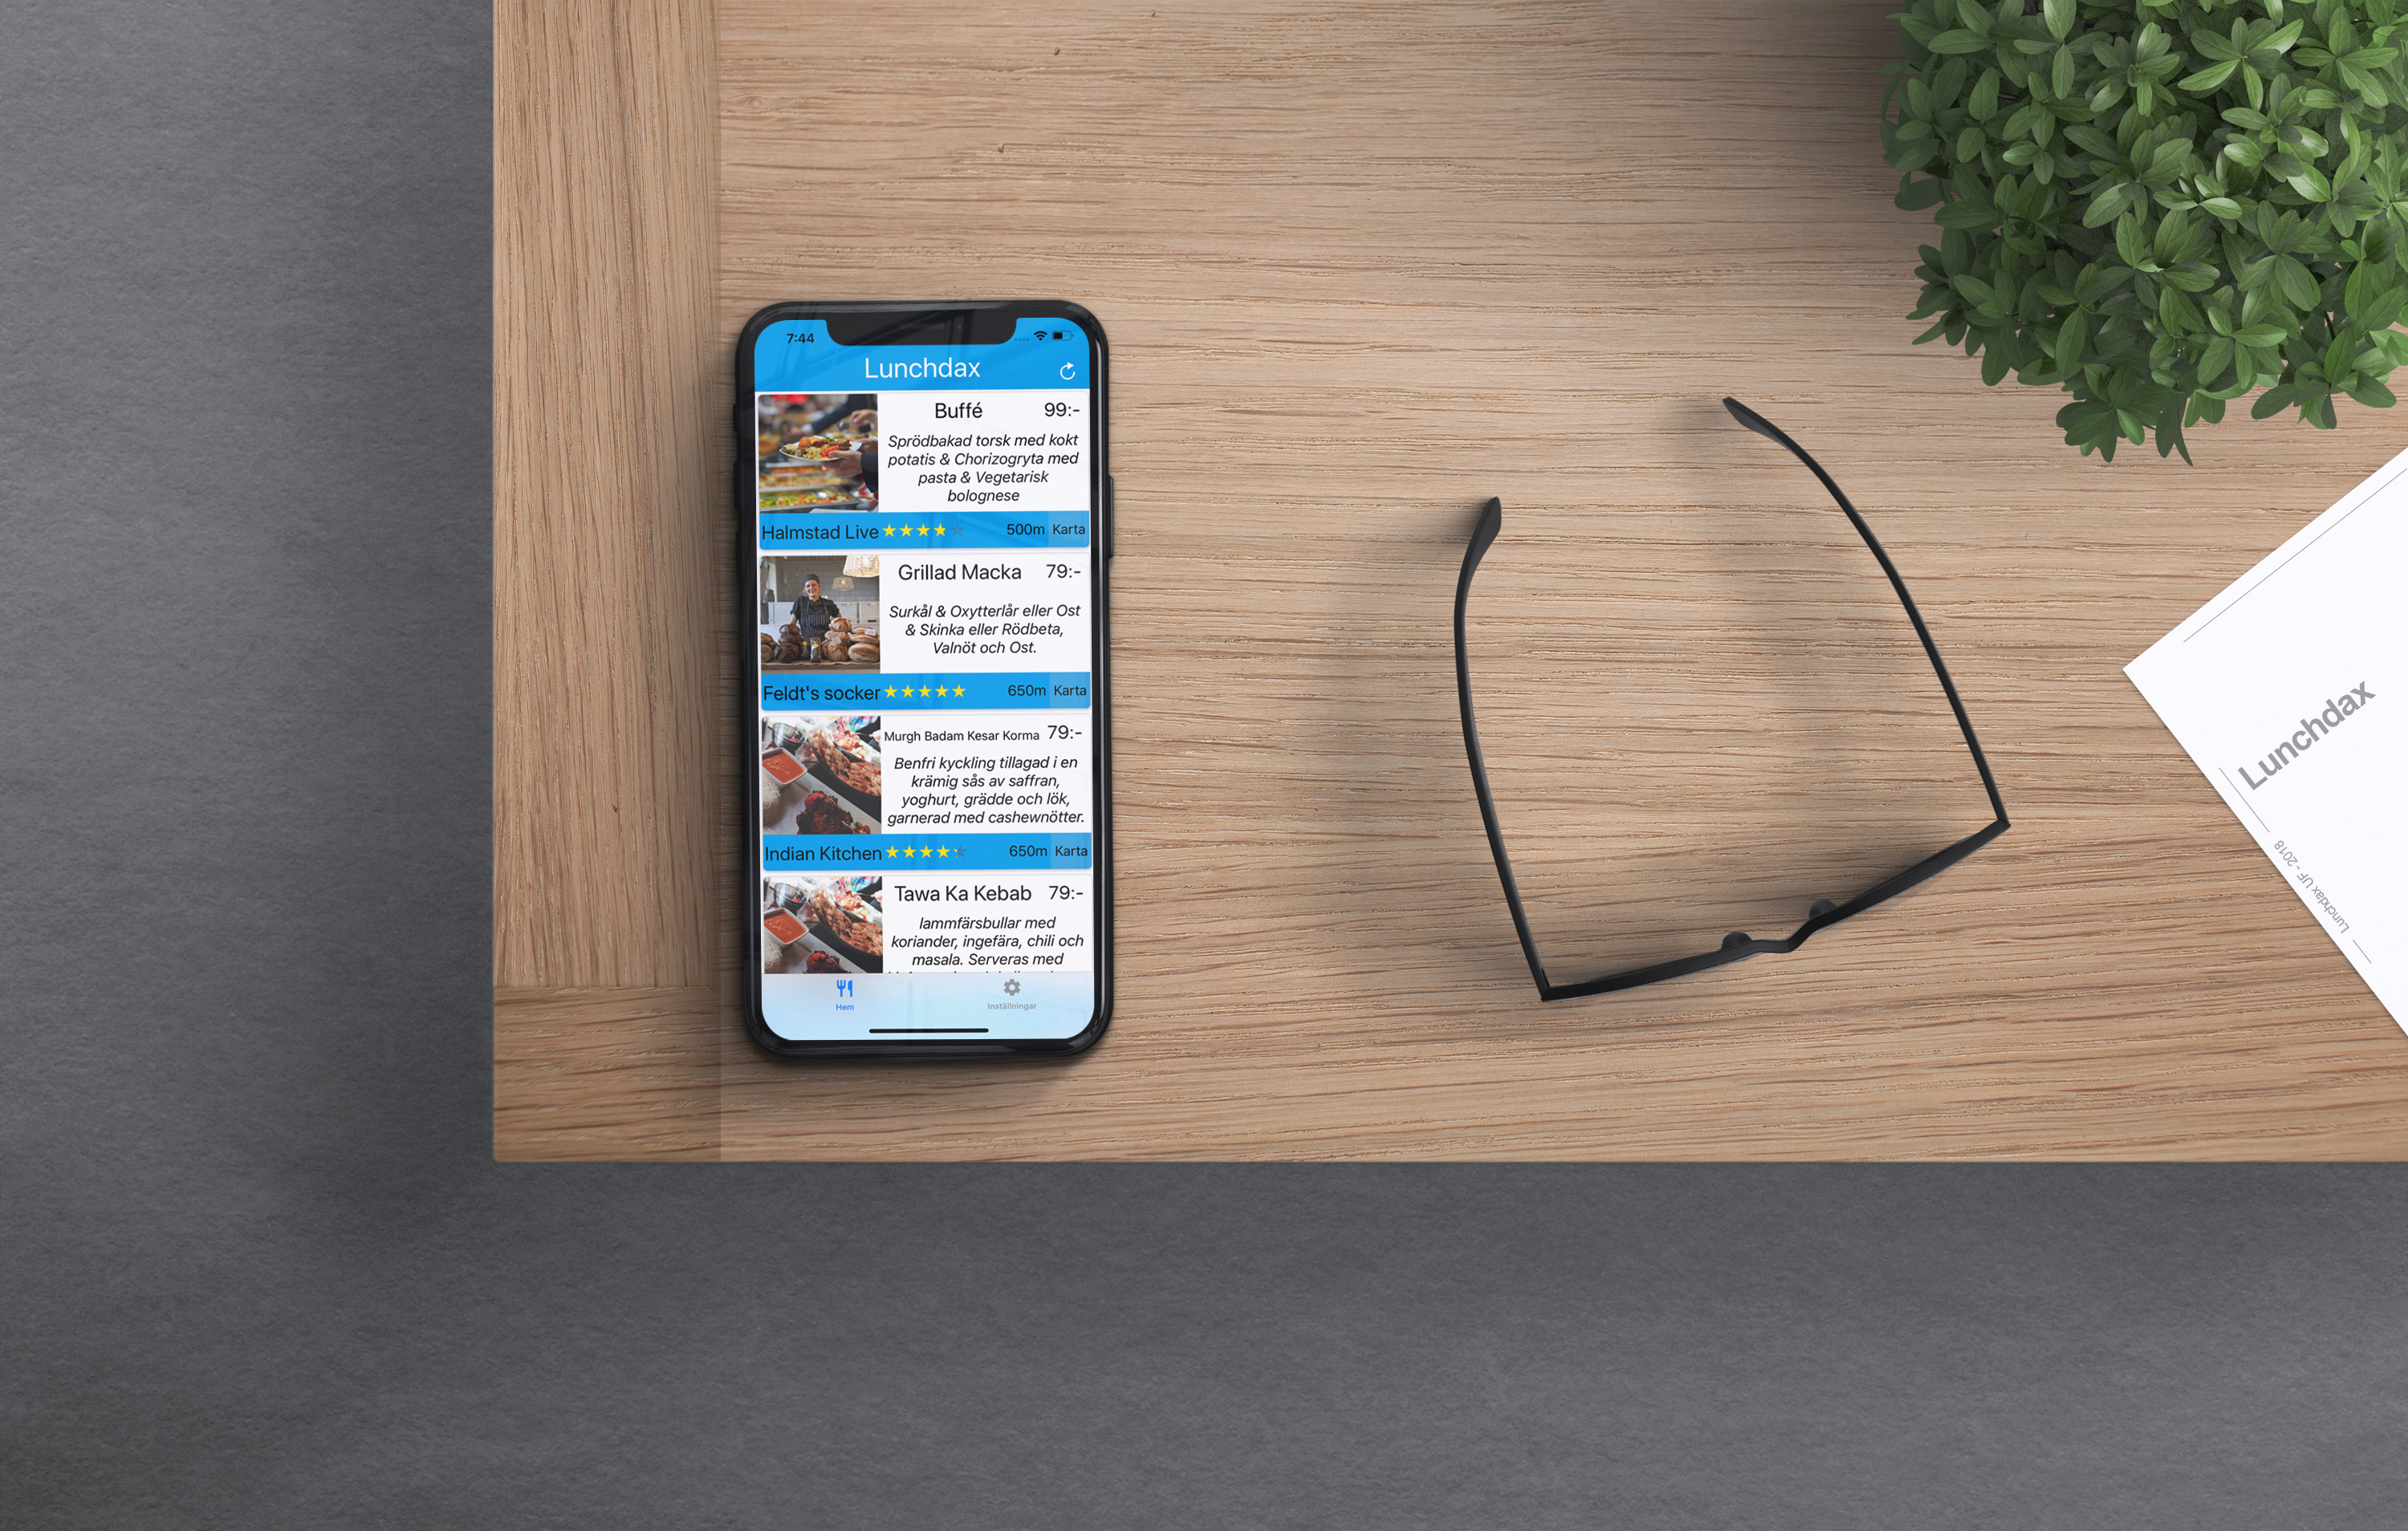 7:44
Lunchdax
Buffé 99:-
Sprödbakad torsk med kokt
potatis & Chorizogryta med
pasta & Vegetarisk
bolognese
Halmstad Live 500m Karta
Grillad Macka 79:-
Surkål & Oxytterlår eller Ost
& Skinka eller Rödbeta,
Valnöt och Ost.
Feldt's socker 650m Karta
Murgh Badam Kesar Korma 79:-
Benfri kyckling tillagad i en
krämig sås av saffran,
yoghurt, grädde och lök,
garnerad med cashewnötter.
Indian Kitchen 650m Karta
Tawa Ka Kebab 79:-
lammfärsbullar med
koriander, ingefära, chili och
masala. Serveras med
Hem Inställningar
Lunchdax
Lunchdax UF - 2018